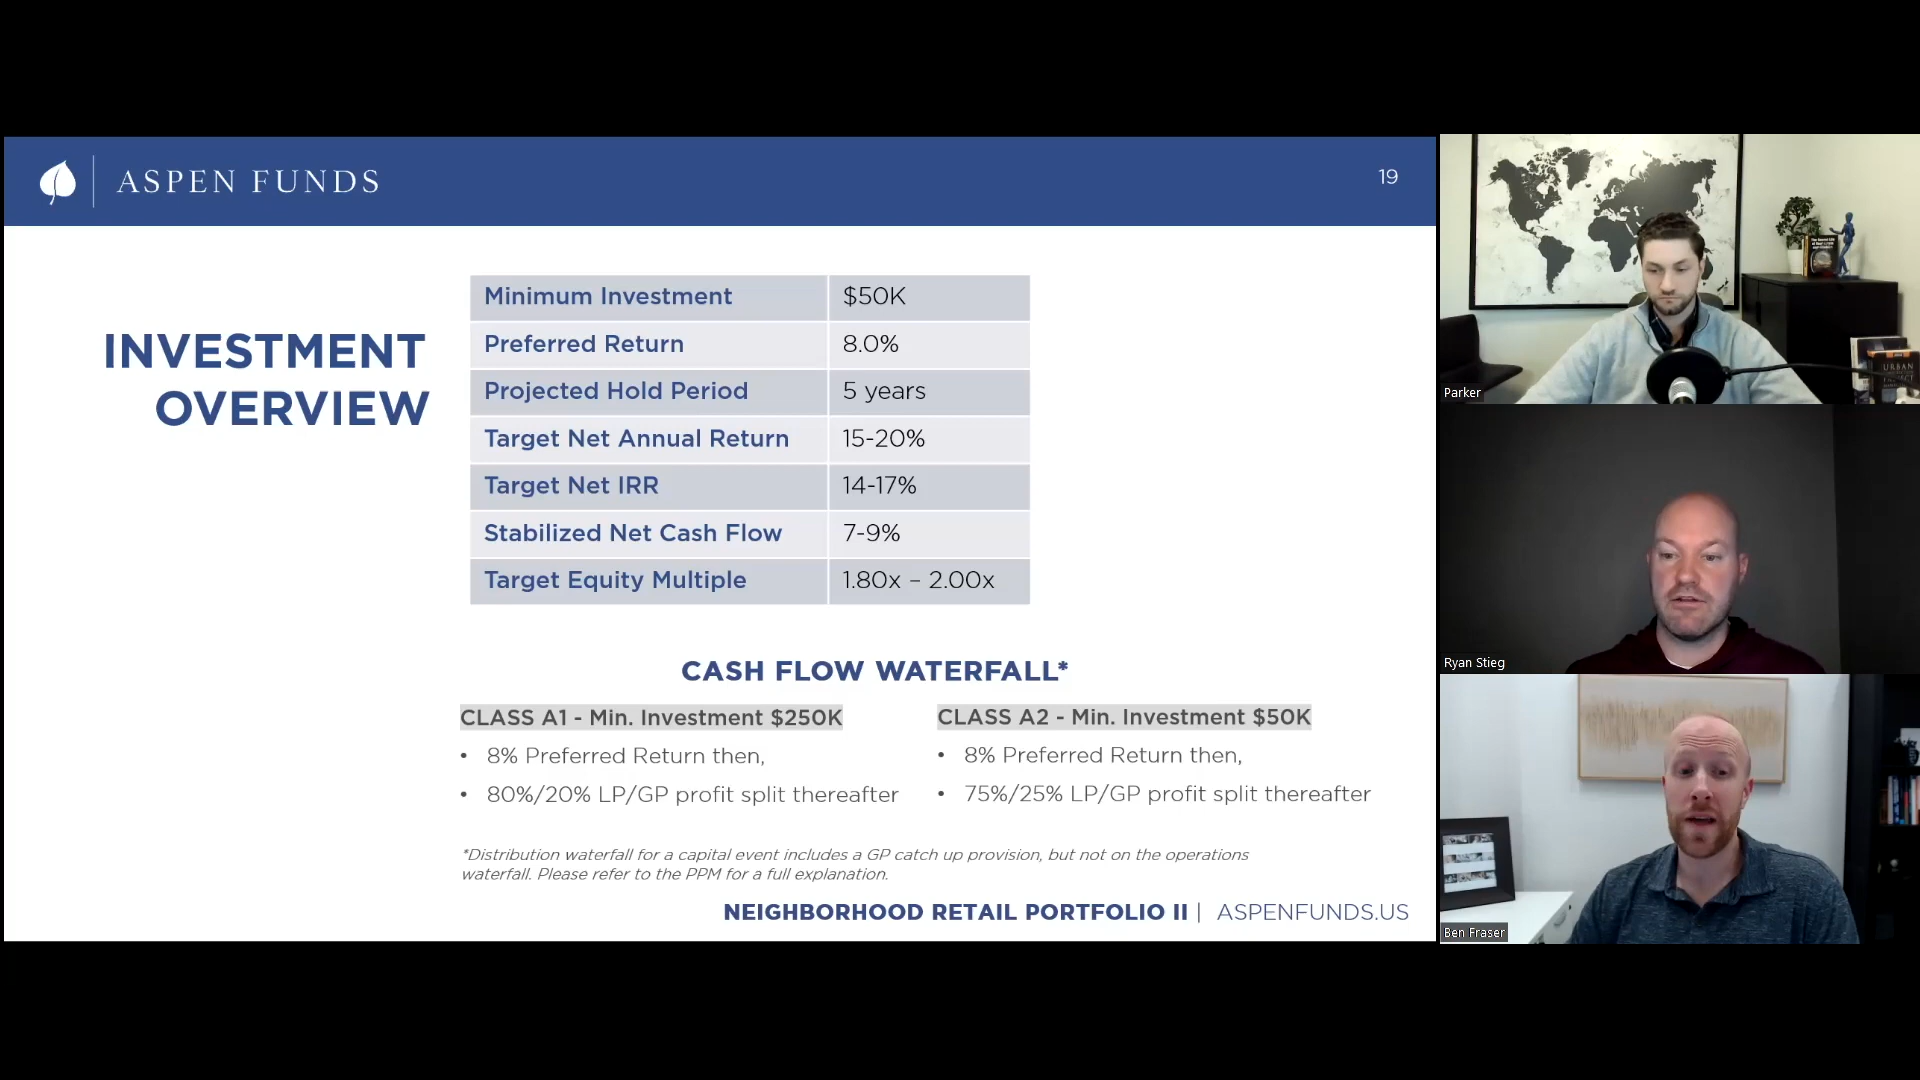 ASPEN FUNDS
19
INVESTMENT
OVERVIEW
Minimum Investment $50K
Preferred Return 8.0%
Projected Hold Period 5 years
Target Net Annual Return 15-20%
Target Net IRR 14-17%
Stabilized Net Cash Flow 7-9%
Target Equity Multiple 1.80x – 2.00x
CASH FLOW WATERFALL*
CLASS A1 - Min. Investment $250K
• 8% Preferred Return then,
• 80%/20% LP/GP profit split thereafter
CLASS A2 - Min. Investment $50K
• 8% Preferred Return then,
• 75%/25% LP/GP profit split thereafter
*Distribution waterfall for a capital event includes a GP catch up provision, but not on the operations
waterfall. Please refer to the PPM for a full explanation.
NEIGHBORHOOD RETAIL PORTFOLIO II | ASPENFUNDS.US
Parker
URBAN
Ryan Stieg
Ben Fraser